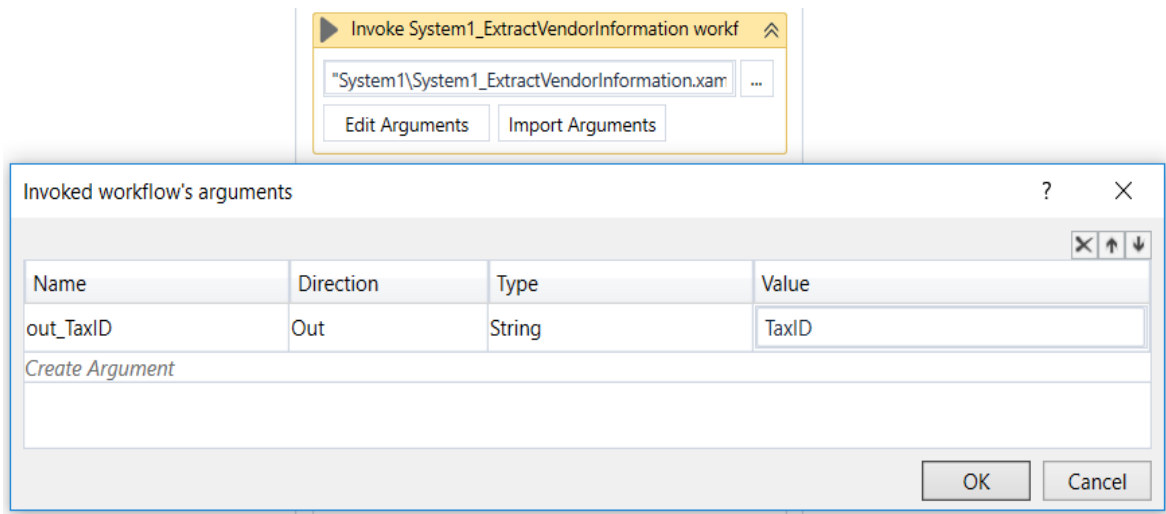 Invoke System1_ExtractVendorInformation workf
"System1\System1_ExtractVendorInformation.xam
...
Edit Arguments Import Arguments
Invoked workflow's arguments ?
Name Direction Type Value
out_TaxID Out String TaxID
Create Argument
OK Cancel